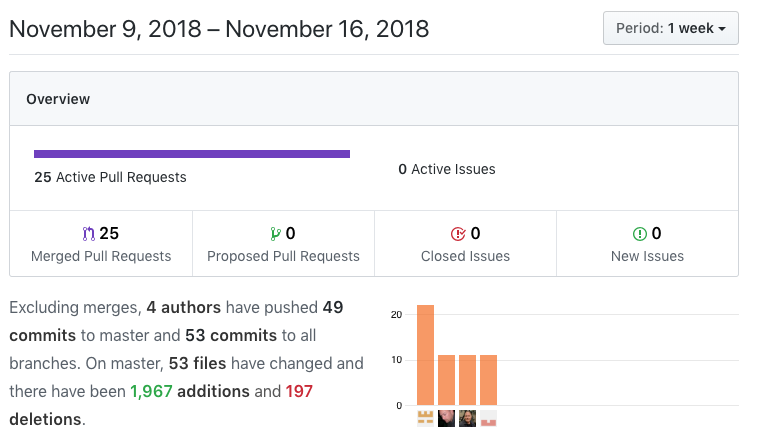 November 9, 2018 – November 16, 2018
Period: 1 week
Overview
25 Active Pull Requests
0 Active Issues
25
Merged Pull Requests
0
Proposed Pull Requests
0
Closed Issues
0
New Issues
Excluding merges, 4 authors have pushed 49
commits to master and 53 commits to all
branches. On master, 53 files have changed and
there have been 1,967 additions and 197
deletions.
20
10
0